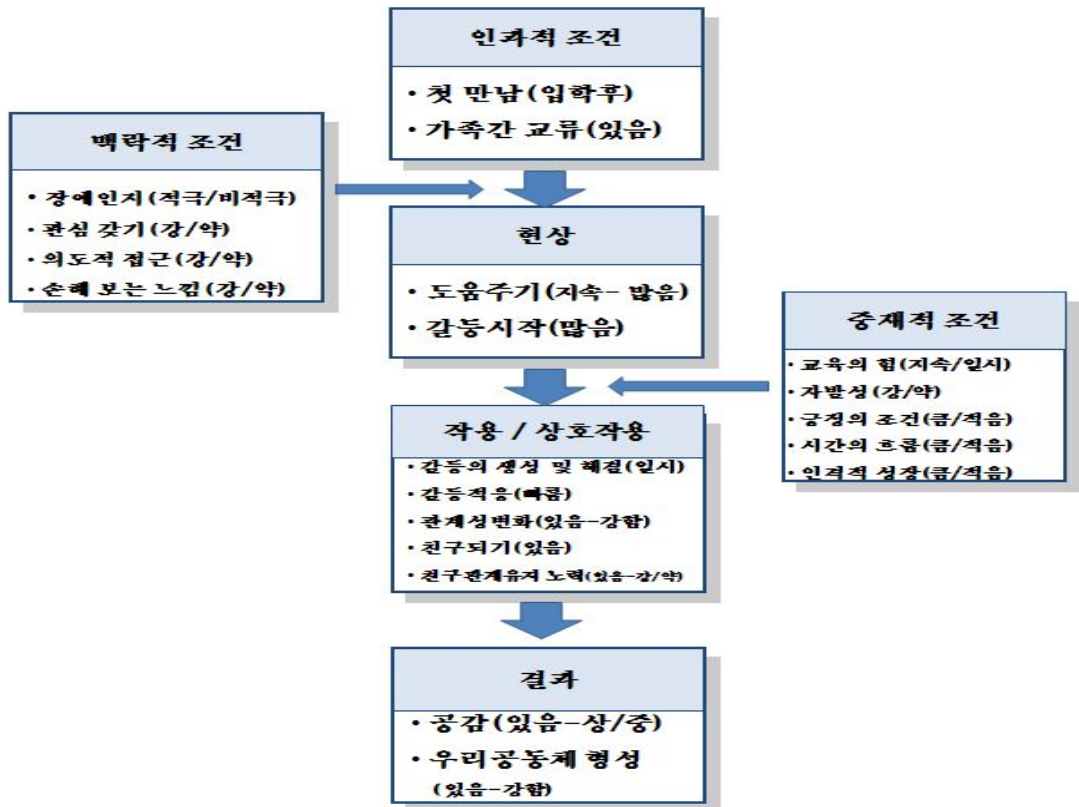 인과적 조건
• 첫 만남(입학후)
• 가족간 교류(있음)
맥락적 조건
• 장애인지(적극/비적극)
• 관심 갖기(강/약)
• 의도적 접근(강/약)
• 손해 보는 느낌(강/약)
현상
• 도움주기(지속- 많음)
• 갈등시작(많음)
중재적 조건
• 교육의 힘(지속/일시)
• 자발성(강/약)
• 긍정의 조건(큼/적음)
• 시간의 흐름(큼/적음)
• 인격적 성장(큼/적음)
작용 / 상호작용
• 갈등의 생성 및 해결(일시)
• 갈등적응(빠름)
• 관계성변화(있음-강함)
• 친구되기(있음)
• 친구관계유지 노력(있음-강/약)
결과
• 공감(있음-상/중)
• 우리공동체 형성
(있음-강함)